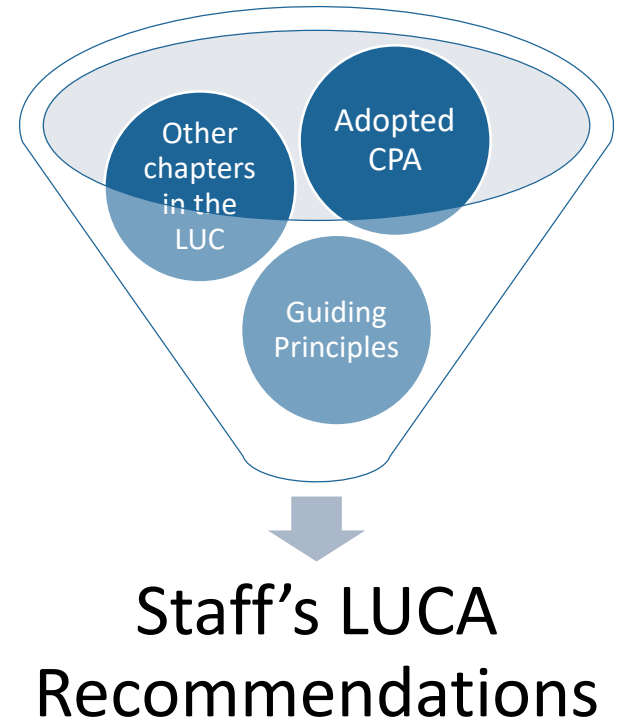 Other
chapters
in the
LUC
Adopted
CPA
Guiding
Principles
Staff’s LUCA
Recommendations